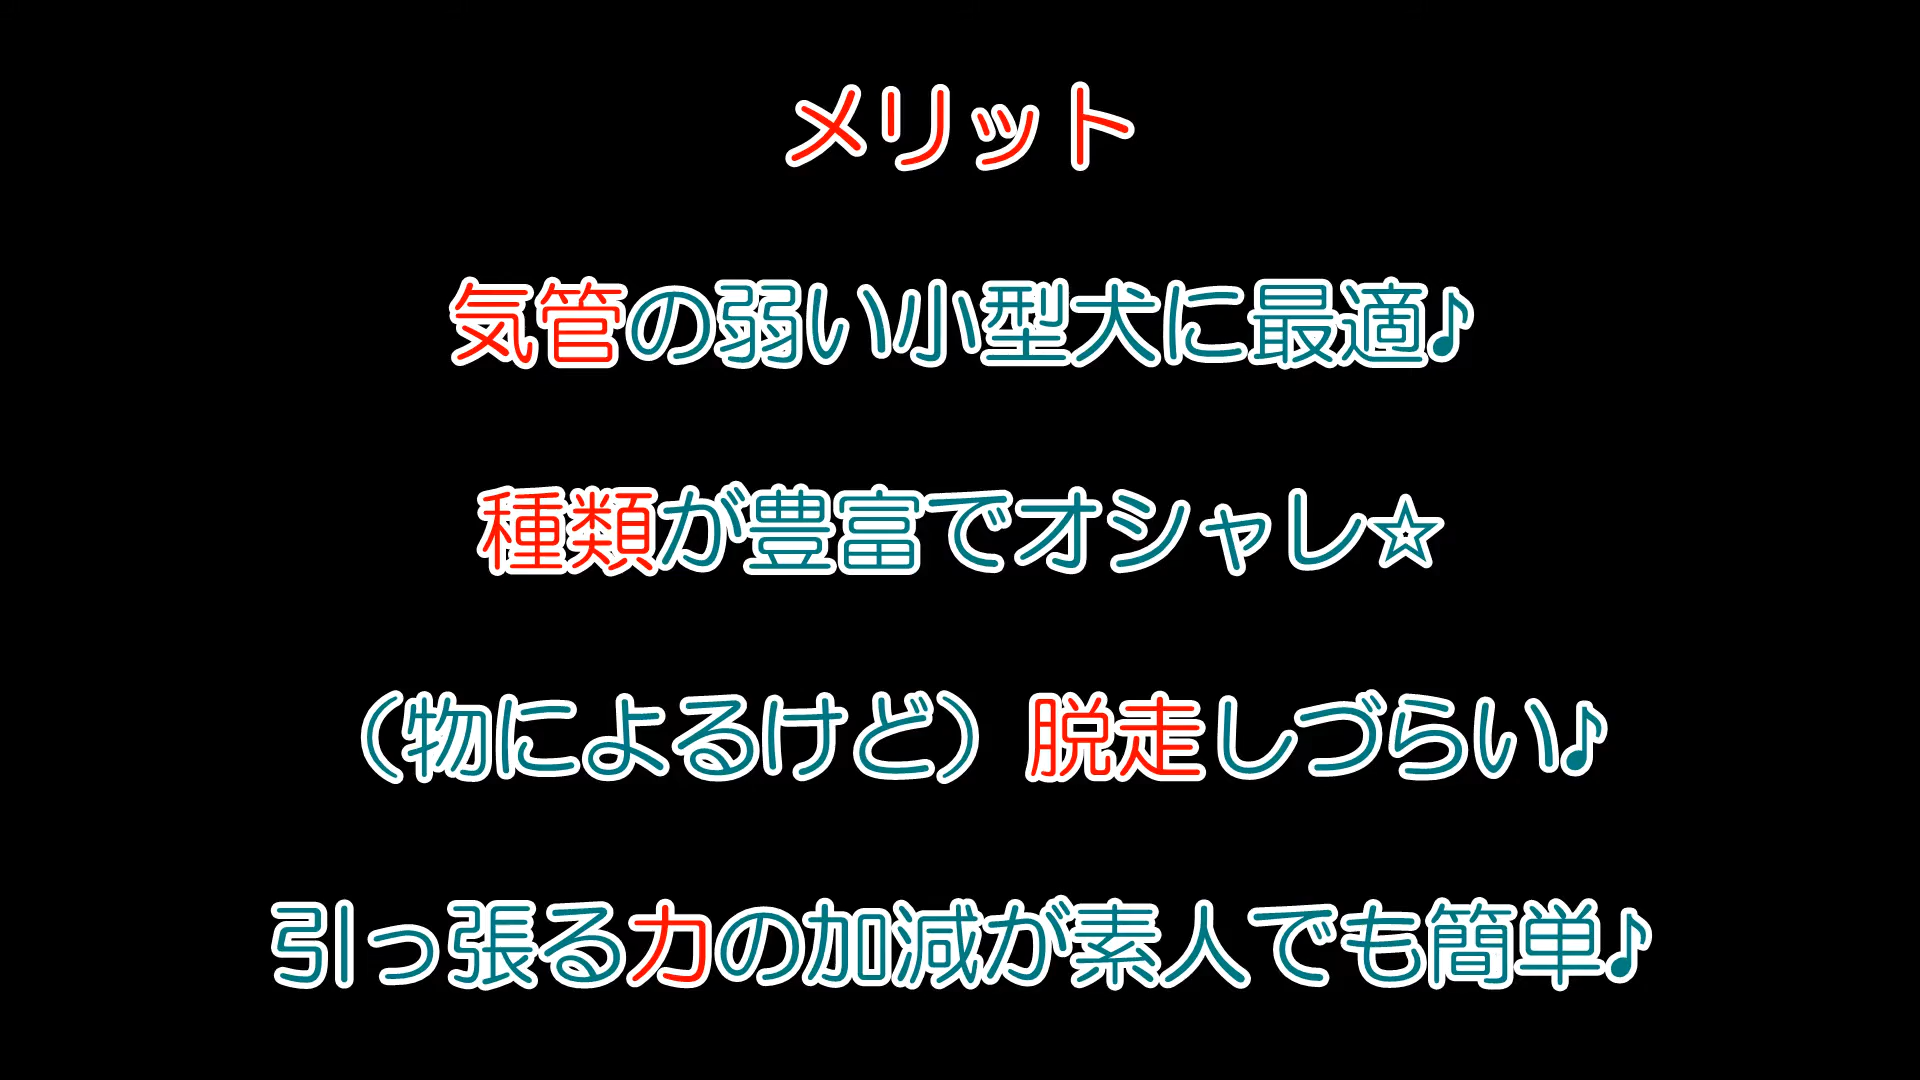 メリット
気管の弱い小型犬に最適♪
種類が豊富でオシャレ☆
（物によるけど）脱走しづらい♪
引っ張る力の加減が素人でも簡単♪